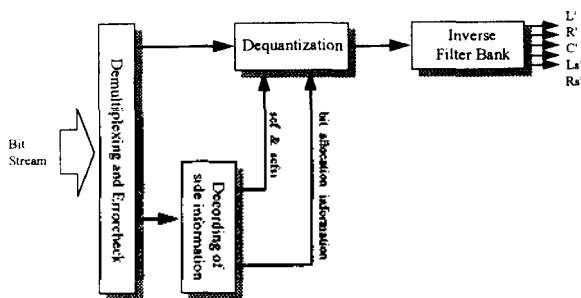 Bit
Stream
Demultiplexing and Errorcheck
Dequantization
Inverse
Filter Bank
L'
R'
C'
Ls'
Rs'
scf & scfsi
bit allocation information
Decording of
side information